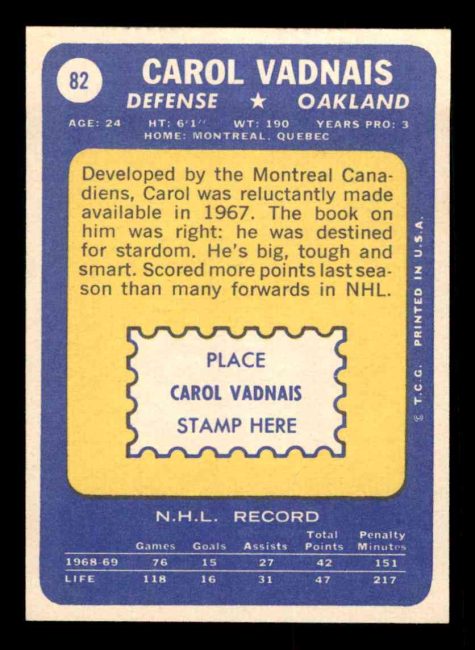 82
CAROL VADNAIS
DEFENSE ★ OAKLAND
AGE: 24 HT: 6'1" WT: 190 YEARS PRO: 3
HOME: MONTREAL, QUEBEC
Developed by the Montreal Cana-
diens, Carol was reluctantly made
available in 1967. The book on
him was right: he was destined
for stardom. He's big, tough and
smart. Scored more points last sea-
son than many forwards in NHL.
PLACE
CAROL VADNAIS
STAMP HERE
© T.C.G. PRINTED IN U.S.A.
N.H.L. RECORD
Games Goals Assists Total Points Penalty Minutes
1968-69 76 15 27 42 151
LIFE 118 16 31 47 217